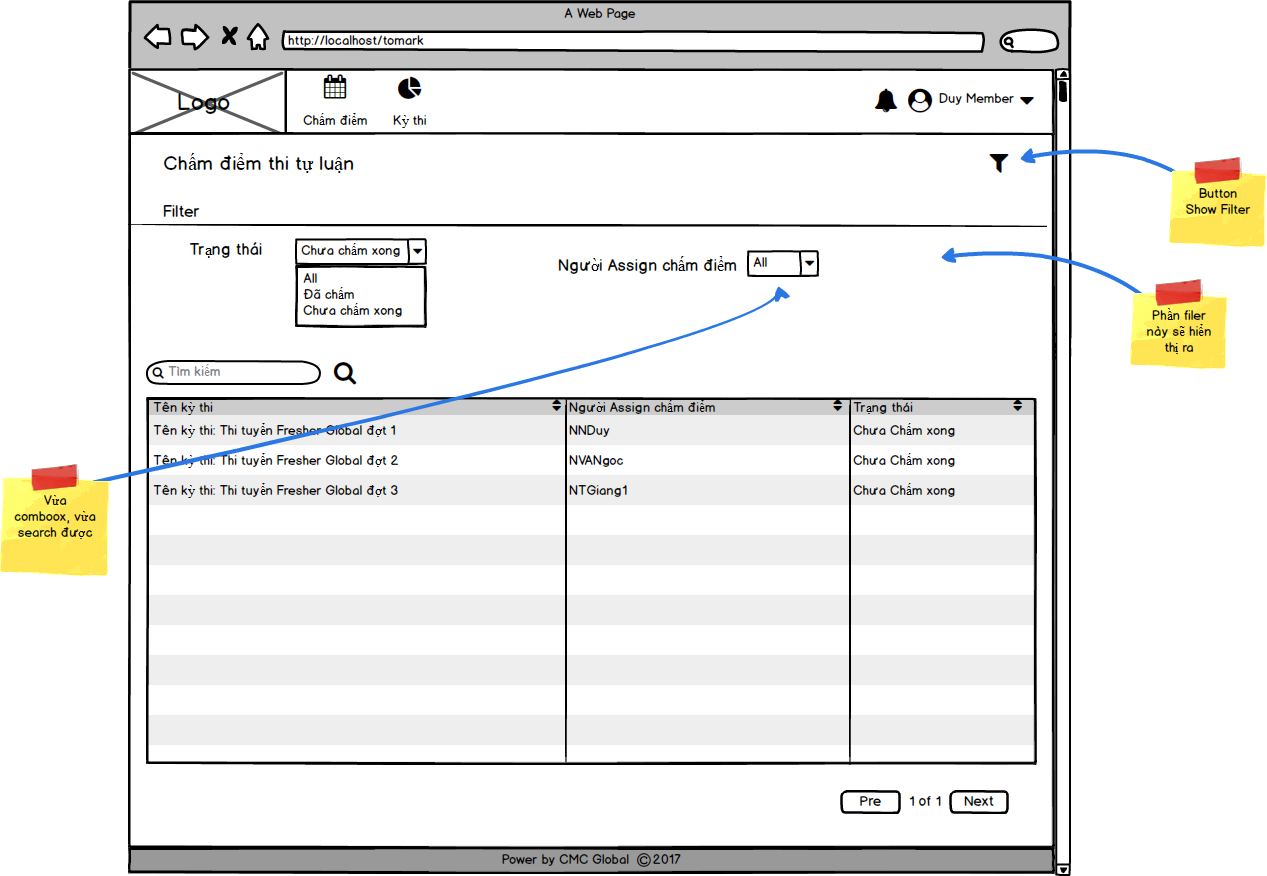 A Web Page
http://localhost/tomark
Logo
Chấm điểm
Kỳ thi
Duy Member
Chấm điểm thi tự luận
Button
Show Filter
Filter
Trạng thái
Chưa chấm xong
All
Đã chấm
Chưa chấm xong
Người Assign chấm điểm
All
Phần filer
này sẽ hiển
thị ra
Tìm kiếm
Tên kỳ thi
Người Assign chấm điểm
Trạng thái
Tên kỳ thi: Thi tuyển Fresher Global đợt 1
NNDuy
Chưa Chấm xong
Tên kỳ thi: Thi tuyển Fresher Global đợt 2
NVANgoc
Chưa Chấm xong
Tên kỳ thi: Thi tuyển Fresher Global đợt 3
NTGiang1
Chưa Chấm xong
Vừa
comboox, vừa
search được
Pre
1 of 1
Next
Power by CMC Global ©2017